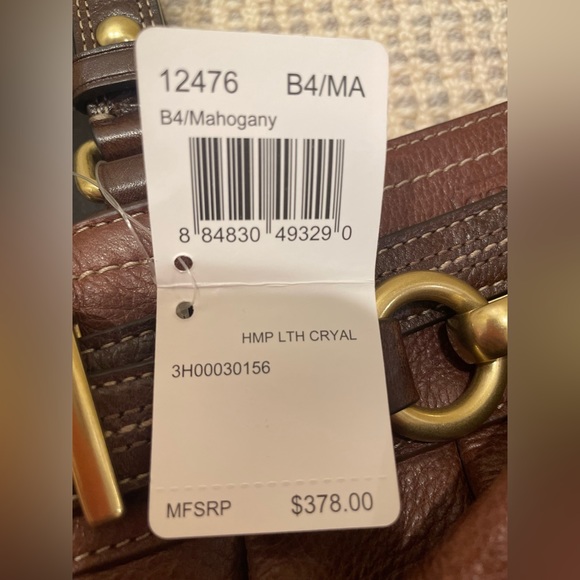 12476 B4/MA
B4/Mahogany
8 84830 49329 0
HMP LTH CRYAL
3H00030156
MFSRP $378.00